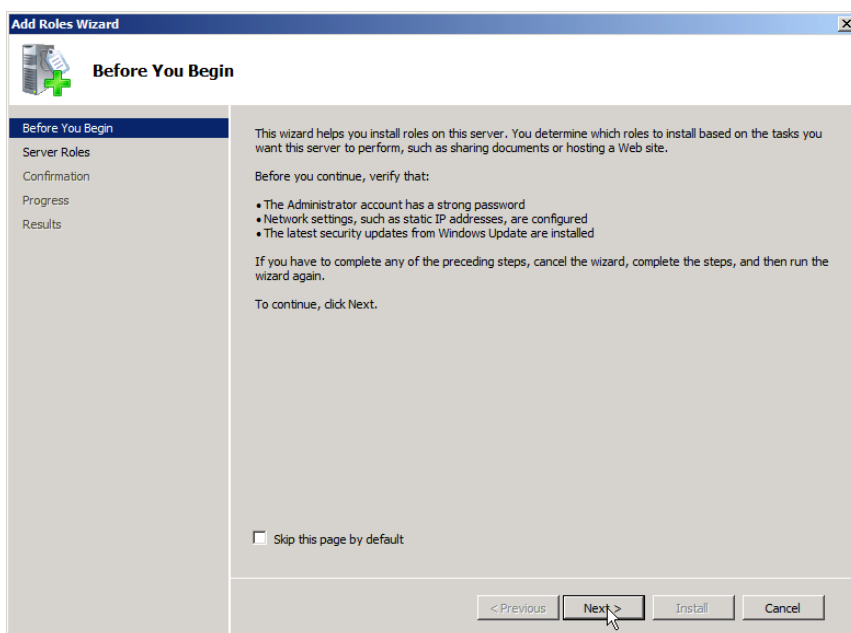 Add Roles Wizard
Before You Begin
Before You Begin
Server Roles
Confirmation
Progress
Results
This wizard helps you install roles on this server. You determine which roles to install based on the tasks you
want this server to perform, such as sharing documents or hosting a Web site.
Before you continue, verify that:
• The Administrator account has a strong password
• Network settings, such as static IP addresses, are configured
• The latest security updates from Windows Update are installed
If you have to complete any of the preceding steps, cancel the wizard, complete the steps, and then run the
wizard again.
To continue, click Next.
Skip this page by default
< Previous Next > Install Cancel